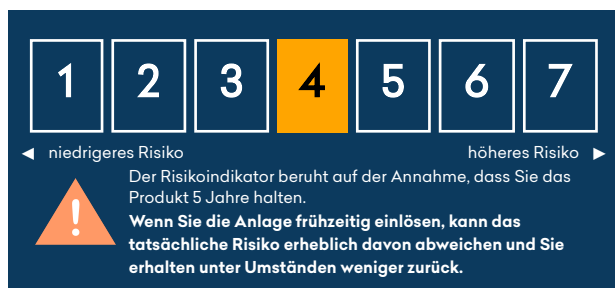 1 2 3 4 5 6 7
◄ niedrigeres Risiko höheres Risiko ►
Der Risikoindikator beruht auf der Annahme, dass Sie das
Produkt 5 Jahre halten.
!
Wenn Sie die Anlage frühzeitig einlösen, kann das
tatsächliche Risiko erheblich davon abweichen und Sie
erhalten unter Umständen weniger zurück.